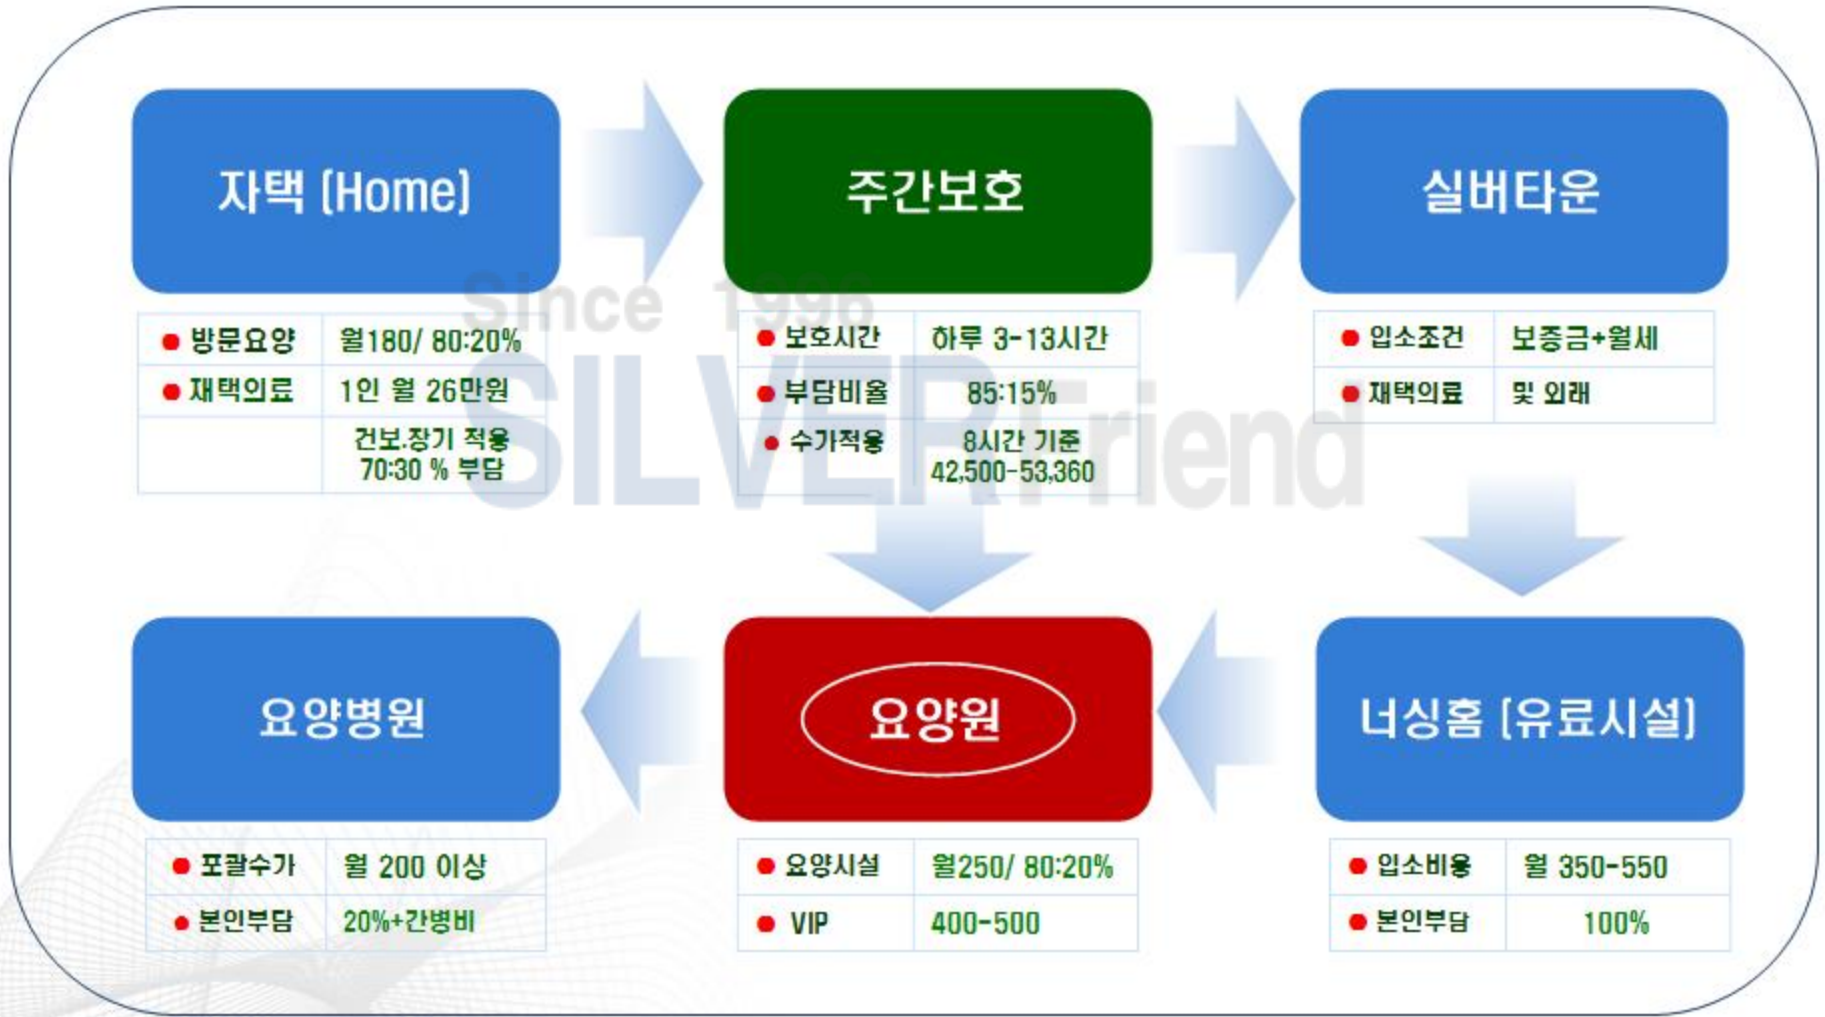 자택 (Home)
주간보호
실버타운
Since 1996
SILVER Friend
● 방문요양 월180/ 80:20%
● 재택의료 1인 월 26만원
건보.장기 적용
70:30 % 부담
● 보호시간 하루 3-13시간
● 부담비율 85:15%
● 수가적용 8시간 기준
42,500-53,360
● 입소조건 보증금+월세
● 재택의료 및 외래
요양병원
요양원
너싱홈 (유료시설)
● 포괄수가 월 200 이상
● 본인부담 20%+간병비
● 요양시설 월250/ 80:20%
● VIP 400-500
● 입소비용 월 350-550
● 본인부담 100%